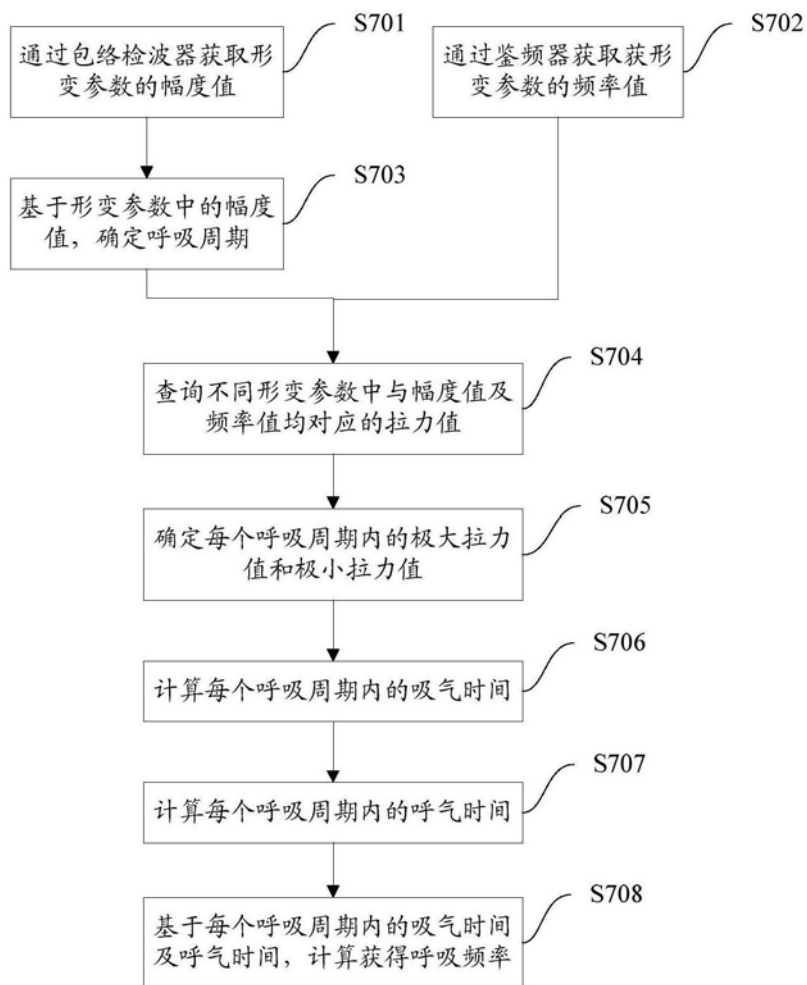 S701
通过包络检波器获取形
变参数的幅度值
S702
通过鉴频器获取获形
变参数的频率值
S703
基于形变参数中的幅度
值，确定呼吸周期
S704
查询不同形变参数中与幅度值及
频率值均对应的拉力值
S705
确定每个呼吸周期内的极大拉力
值和极小拉力值
S706
计算每个呼吸周期内的吸气时间
S707
计算每个呼吸周期内的呼气时间
S708
基于每个呼吸周期内的吸气时间
及呼气时间，计算获得呼吸频率